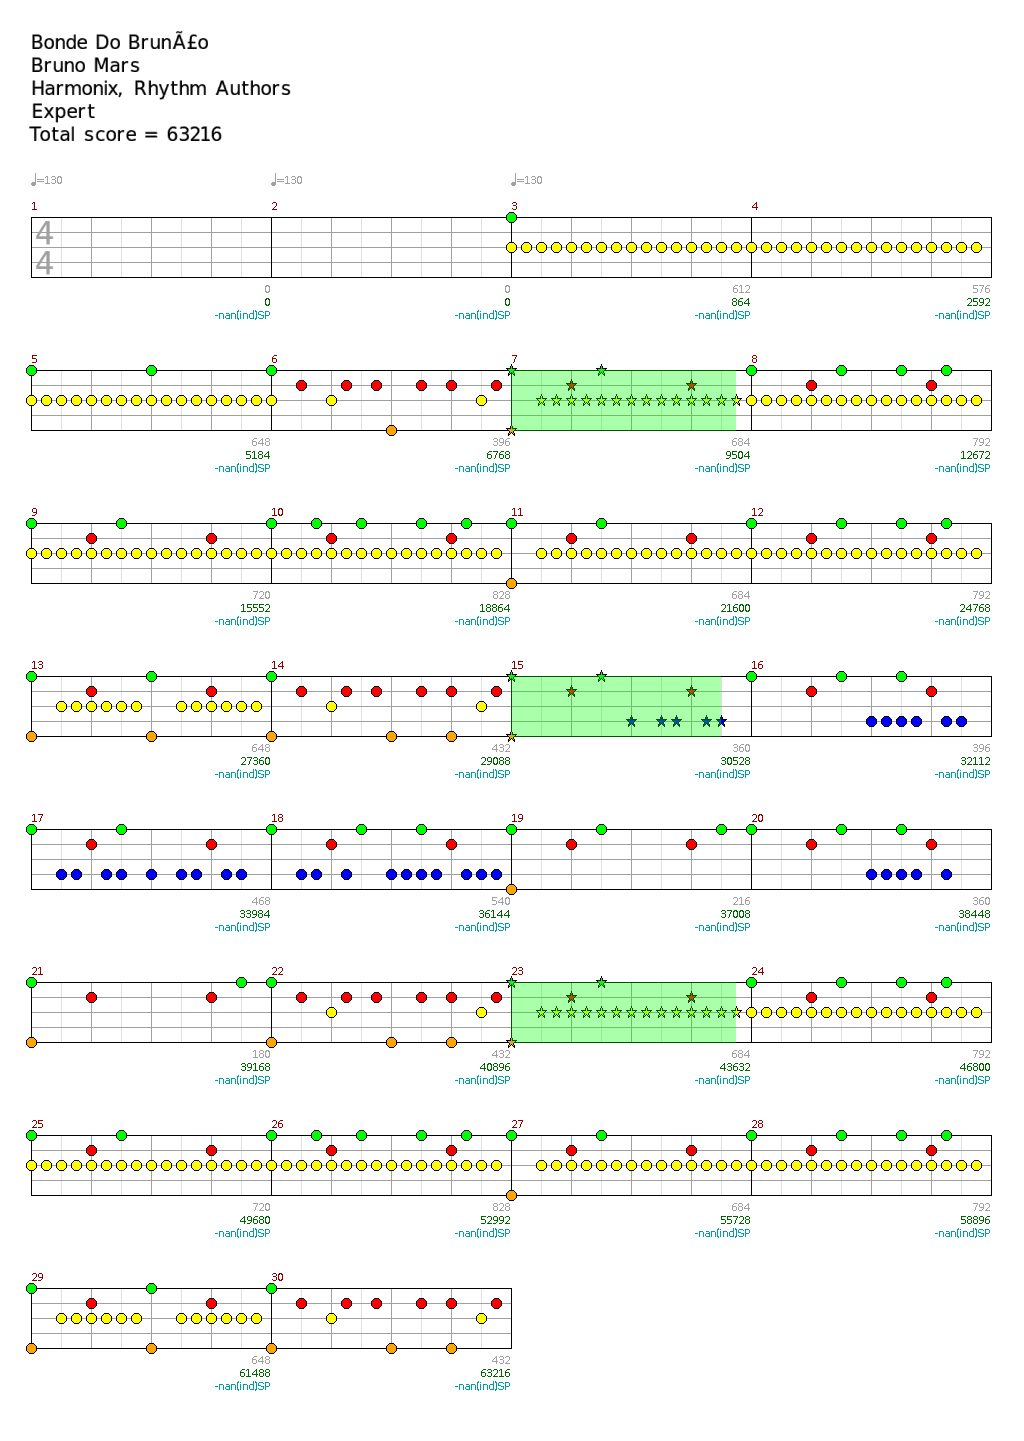 Bonde Do BrunÃ£o
Bruno Mars
Harmonix, Rhythm Authors
Expert
Total score = 63216
♩=130 ♩=130 ♩=130
1 2 3 4
4
4
0 0 612 576
0 0 864 2592
-nan(ind)SP -nan(ind)SP -nan(ind)SP -nan(ind)SP
5 6 7 8
648 396 684 792
5184 6768 9504 12672
-nan(ind)SP -nan(ind)SP -nan(ind)SP -nan(ind)SP
9 10 11 12
720 828 684 792
15552 18864 21600 24768
-nan(ind)SP -nan(ind)SP -nan(ind)SP -nan(ind)SP
13 14 15 16
648 432 360 396
27360 29088 30528 32112
-nan(ind)SP -nan(ind)SP -nan(ind)SP -nan(ind)SP
17 18 19 20
468 540 216 360
33984 36144 37008 38448
-nan(ind)SP -nan(ind)SP -nan(ind)SP -nan(ind)SP
21 22 23 24
180 432 684 792
39168 40896 43632 46800
-nan(ind)SP -nan(ind)SP -nan(ind)SP -nan(ind)SP
25 26 27 28
720 828 684 792
49680 52992 55728 58896
-nan(ind)SP -nan(ind)SP -nan(ind)SP -nan(ind)SP
29 30
648 432
61488 63216
-nan(ind)SP -nan(ind)SP